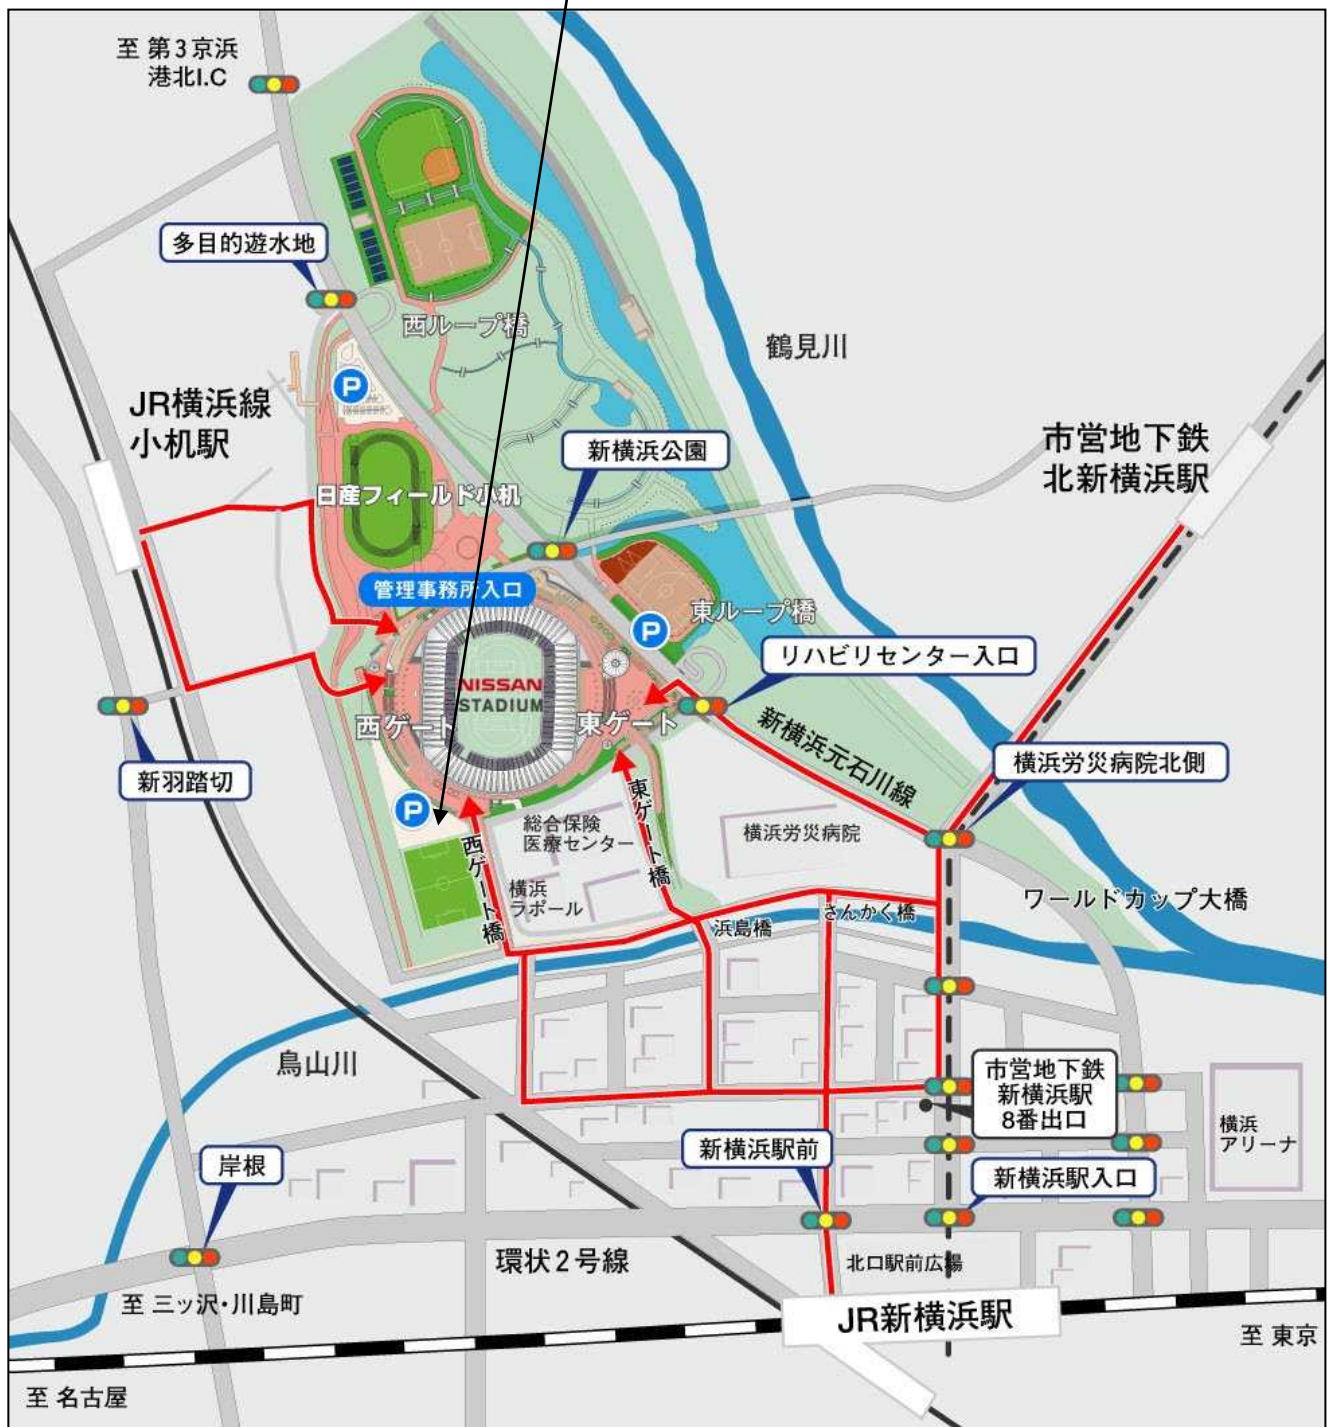 至 第3京浜
港北I.C
多目的遊水地
西ループ橋
鶴見川
P
JR横浜線
小机駅
新横浜公園
市営地下鉄
北新横浜駅
日産フィールド小机
管理事務所入口
東ループ橋
P
リハビリセンター入口
NISSAN
STADIUM
西ゲート
東ゲート
新横浜元石川線
新羽踏切
横浜労災病院北側
P
東ゲート橋
総合保険
医療センター
横浜労災病院
西ゲート橋
横浜
ラポール
ワールドカップ大橋
さんかく橋
浜島橋
鳥山川
市営地下鉄
新横浜駅
8番出口
横浜
アリーナ
岸根
新横浜駅前
新横浜駅入口
環状2号線
北口駅前広場
至 三ッ沢・川島町
JR新横浜駅
至 東京
至 名古屋